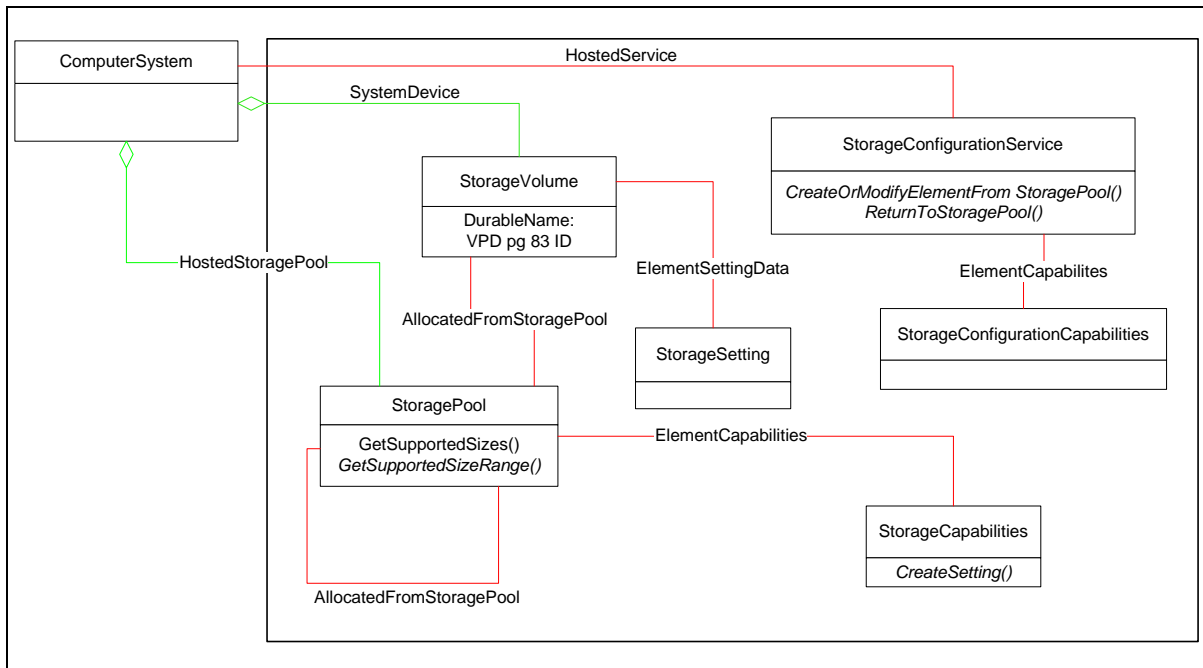 ComputerSystem
HostedService
SystemDevice
StorageConfigurationService
CreateOrModifyElementFrom StoragePool()
ReturnToStoragePool()
StorageVolume
DurableName:
VPD pg 83 ID
HostedStoragePool
ElementSettingData
ElementCapabilites
AllocatedFromStoragePool
StorageConfigurationCapabilities
StorageSetting
StoragePool
GetSupportedSizes()
GetSupportedSizeRange()
ElementCapabilities
StorageCapabilities
CreateSetting()
AllocatedFromStoragePool